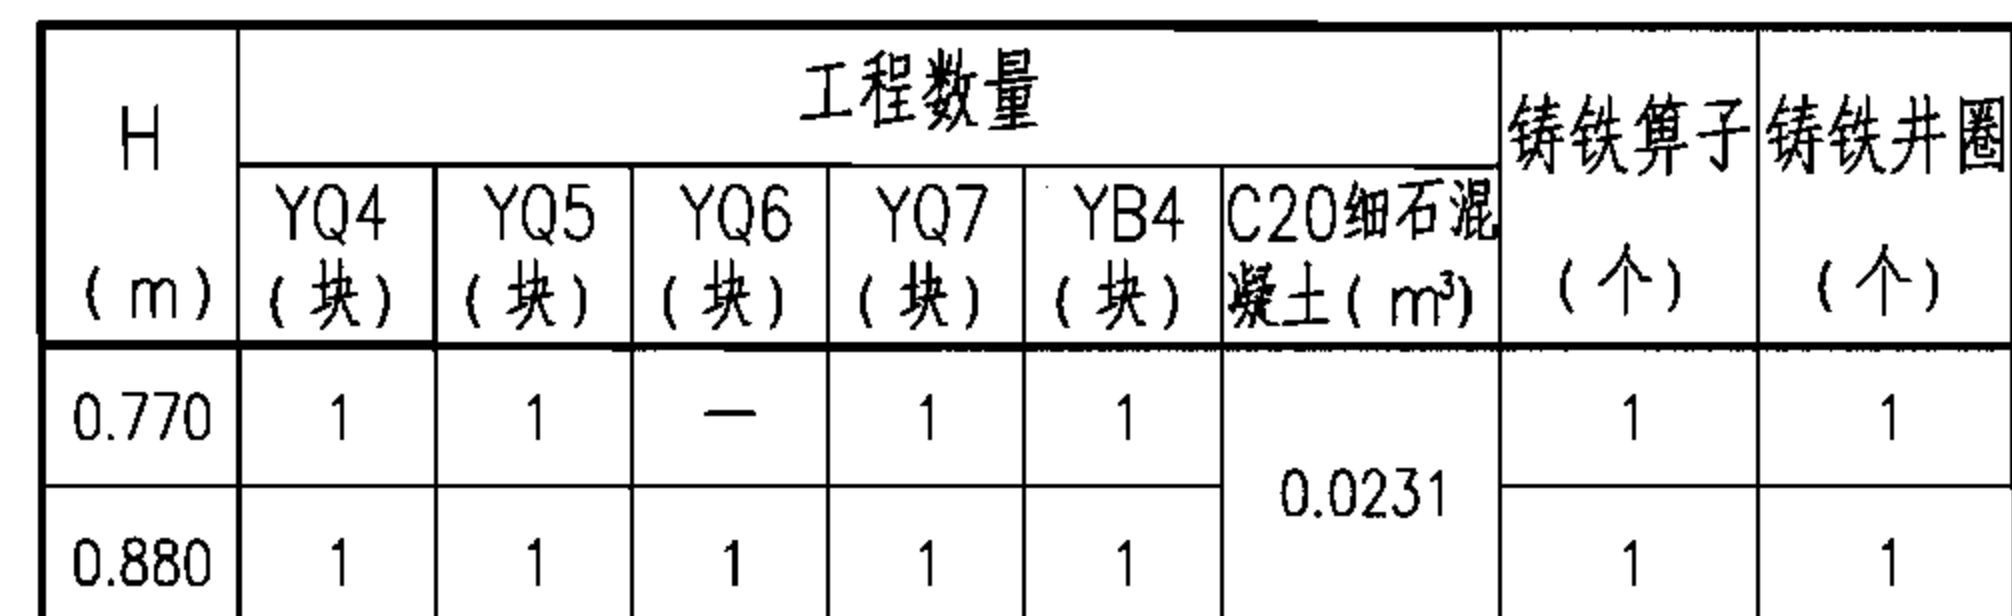 H
(m)
工程数量
YQ4
(块)
YQ5
(块)
YQ6
(块)
YQ7
(块)
YB4
(块)
C20细石混
凝土(m³)
铸铁箅子
(个)
铸铁井圈
(个)
0.770 1 1 — 1 1 1 1
0.0231
0.880 1 1 1 1 1 1 1